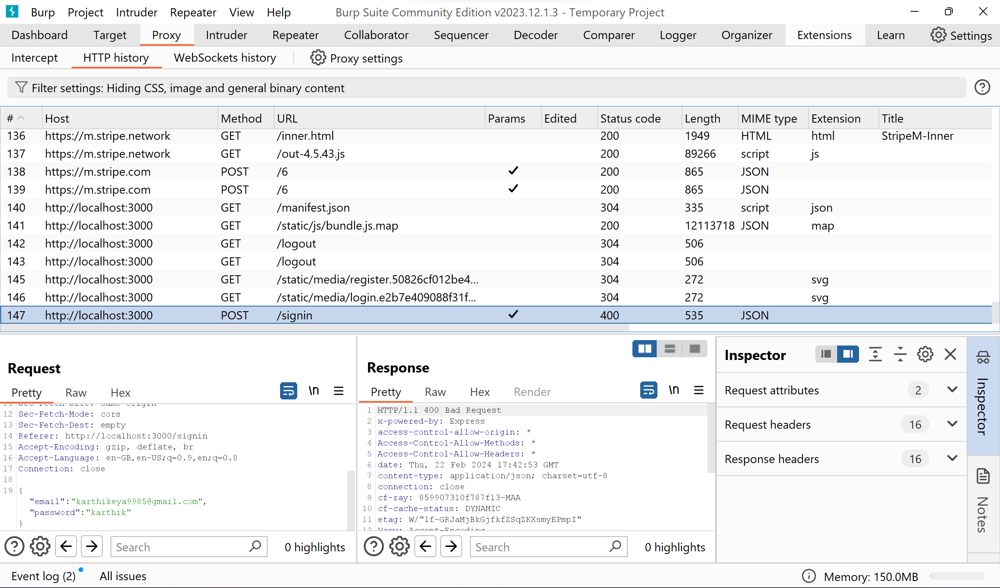 Burp Project Intruder Repeater View Help Burp Suite Community Edition v2023.12.1.3 - Temporary Project
Dashboard Target Proxy Intruder Repeater Collaborator Sequencer Decoder Comparer Logger Organizer Extensions Learn Settings
Intercept HTTP history WebSockets history Proxy settings
Filter settings: Hiding CSS, image and general binary content
# Host Method URL Params Edited Status code Length MIME type Extension Title
136 https://m.stripe.network GET /inner.html 200 1949 HTML html StripeM-Inner
137 https://m.stripe.network GET /out-4.5.43.js 200 89266 script js
138 https://m.stripe.com POST /6 ✓ 200 865 JSON
139 https://m.stripe.com POST /6 ✓ 200 865 JSON
140 http://localhost:3000 GET /manifest.json 304 335 script json
141 http://localhost:3000 GET /static/js/bundle.js.map 200 12113718 JSON map
142 http://localhost:3000 GET /logout 304 506
143 http://localhost:3000 GET /logout 304 506
145 http://localhost:3000 GET /static/media/register.50826cf012be4... 304 272 svg
146 http://localhost:3000 GET /static/media/login.e2b7e409088f31f... 304 272 svg
147 http://localhost:3000 POST /signin ✓ 400 535 JSON
Request
Pretty Raw Hex \n
11 Sec-Fetch-Site: same-origin
12 Sec-Fetch-Mode: cors
13 Sec-Fetch-Dest: empty
14 Referer: http://localhost:3000/signin
15 Accept-Encoding: gzip, deflate, br
16 Accept-Language: en-GB,en-US;q=0.9,en;q=0.8
17 Connection: close
18
19 {
"email":"karthikeya9985@gmail.com",
"password":"karthik"
}
Search 0 highlights
Response
Pretty Raw Hex Render \n
1 HTTP/1.1 400 Bad Request
2 x-powered-by: Express
3 access-control-allow-origin: *
4 Access-Control-Allow-Methods: *
5 Access-Control-Allow-Headers: *
6 date: Thu, 22 Feb 2024 17:42:53 GMT
7 content-type: application/json; charset=utf-8
8 connection: close
9 cf-ray: 859907310f787f13-MAA
10 cf-cache-status: DYNAMIC
11 etag: W/"1f-GRJaMjBkGjfkfZSqZKXsmyEPmpI"
12 Vary: Accept-Encoding
Search 0 highlights
Inspector
Request attributes 2
Request headers 16
Response headers 16
Inspector
Notes
Event log (2) All issues Memory: 150.0MB